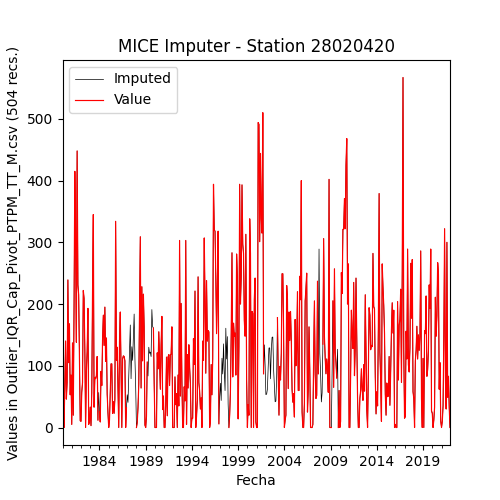 MICE Imputer - Station 28020420
Imputed
Value
Values in Outlier_IQR_Cap_Pivot_PTPM_TT_M.csv (504 recs.)
500
400
300
200
100
0
1984 1989 1994 1999 2004 2009 2014 2019
Fecha